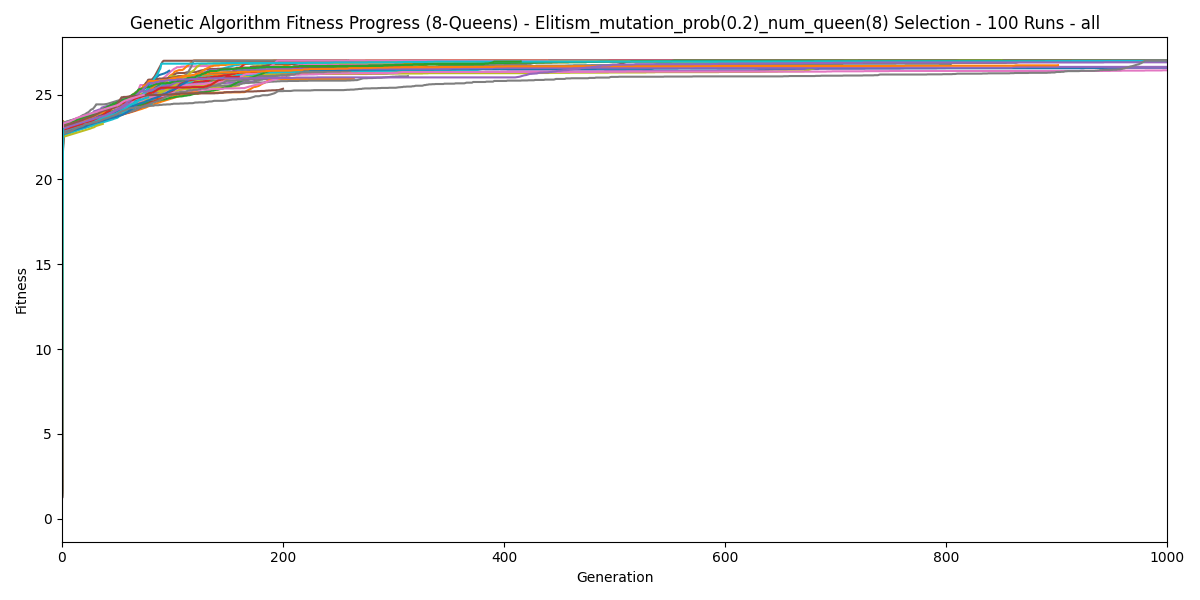 Genetic Algorithm Fitness Progress (8-Queens) - Elitism_mutation_prob(0.2)_num_queen(8) Selection - 100 Runs - all
25
20
15
10
5
0
Fitness
0 200 400 600 800 1000
Generation